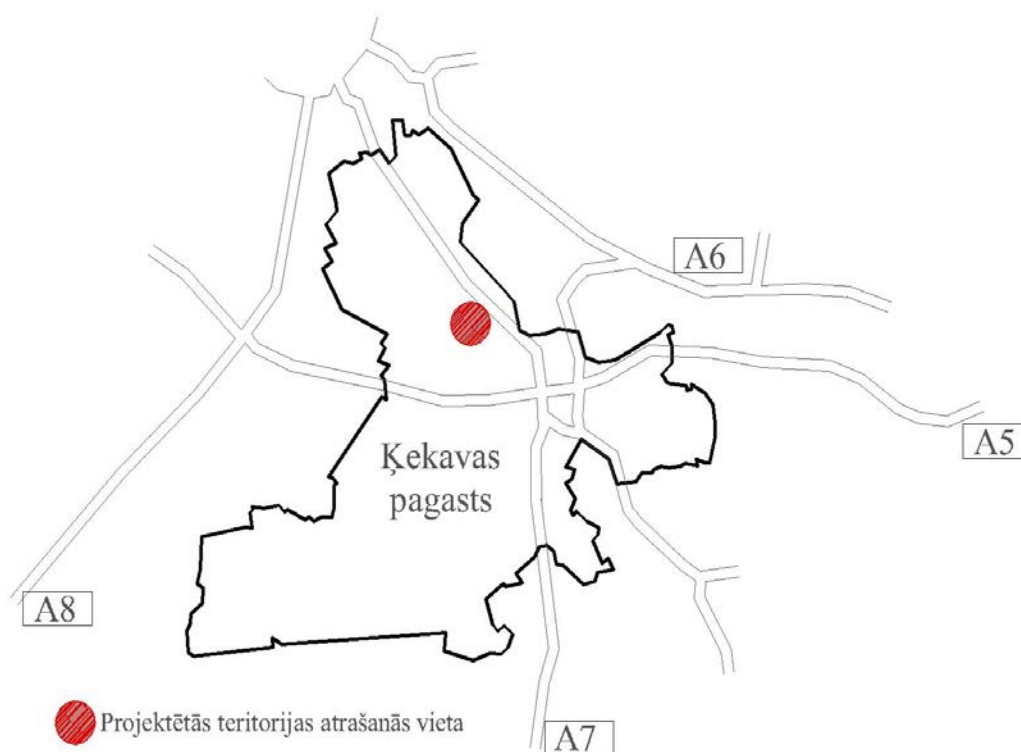 A6
A5
Ķekavas
pagasts
A8
Projektētās teritorijas atrašanās vieta
A7